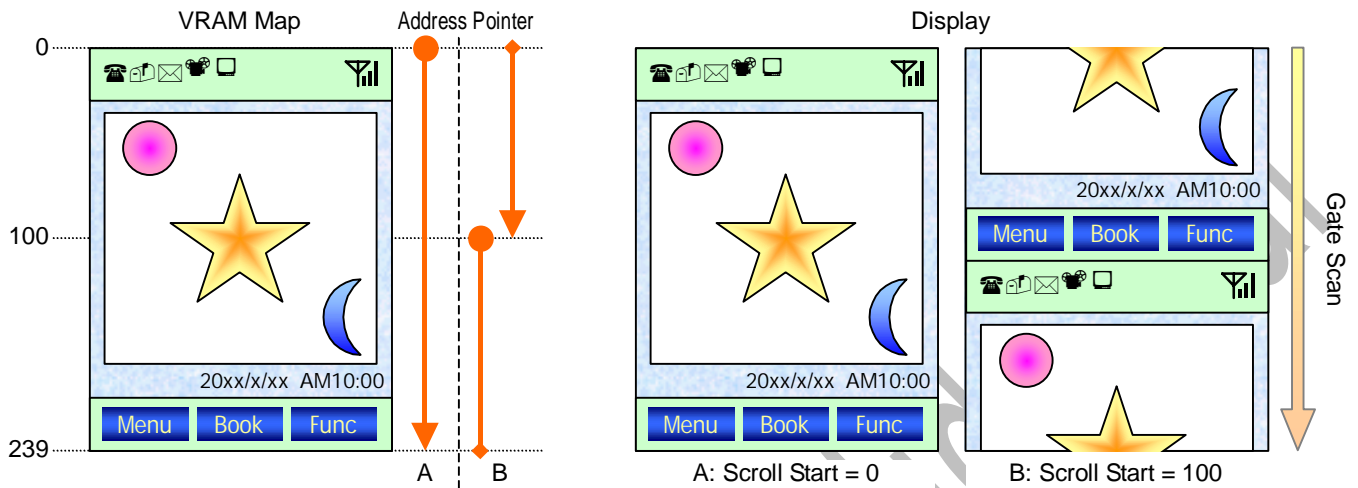 VRAM Map
Address Pointer
Display
0
100
239
20xx/x/xx AM10:00
Menu Book Func
A
B
20xx/x/xx AM10:00
Menu Book Func
A: Scroll Start = 0
20xx/x/xx AM10:00
Menu Book Func
B: Scroll Start = 100
Gate Scan